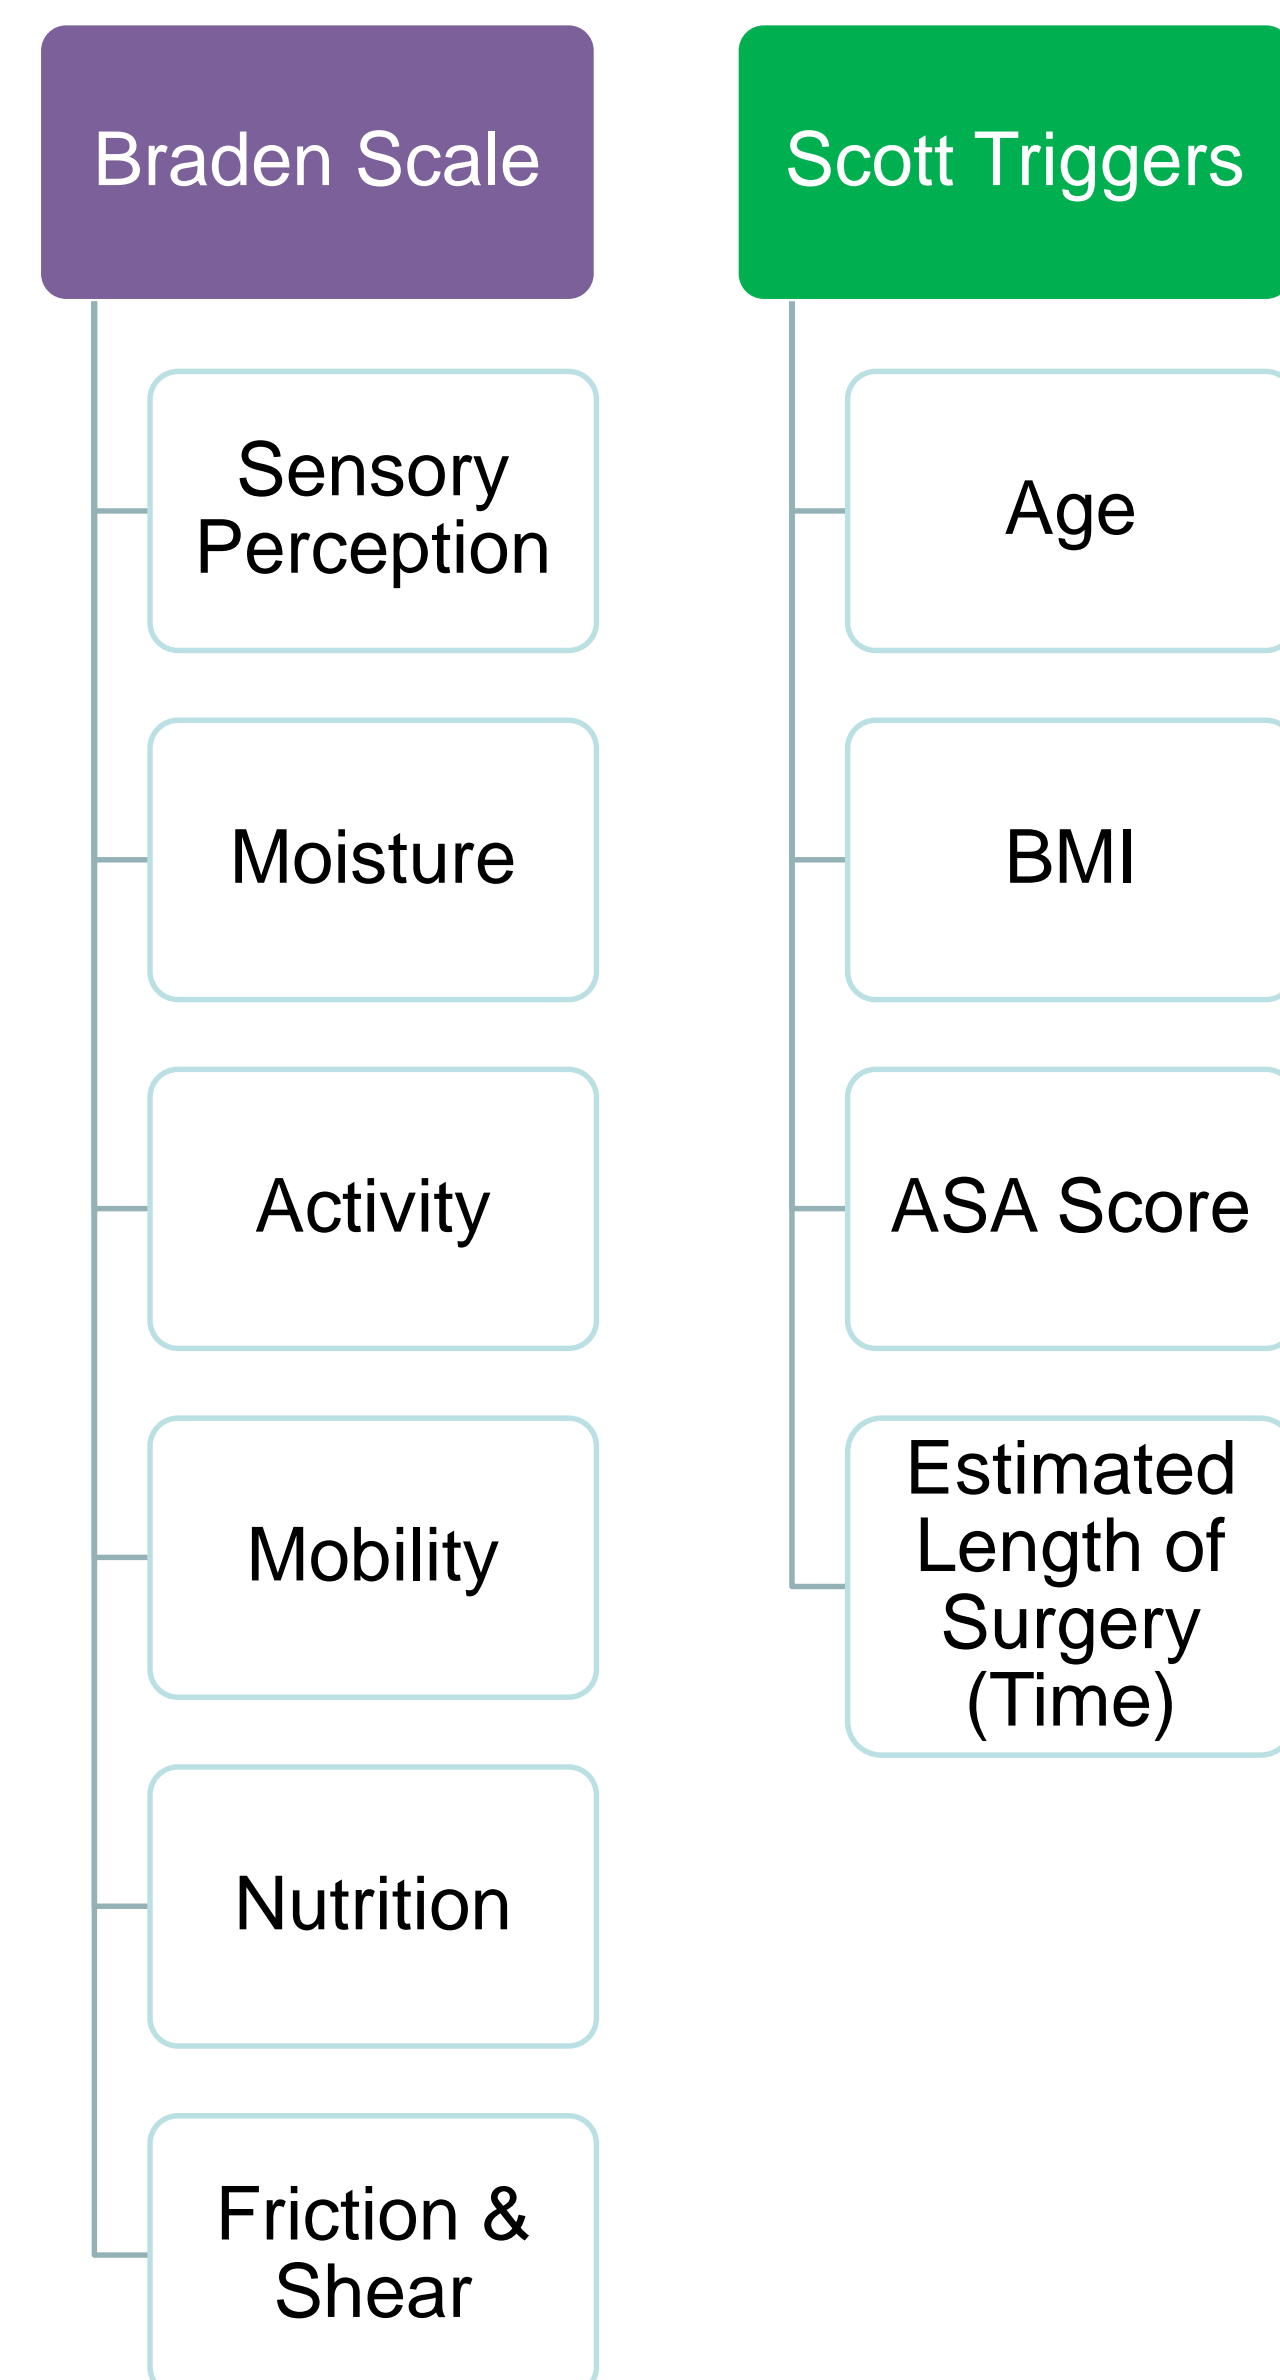 Braden Scale
Sensory
Perception
Moisture
Activity
Mobility
Nutrition
Friction &
Shear
Scott Triggers
Age
BMI
ASA Score
Estimated
Length of
Surgery
(Time)